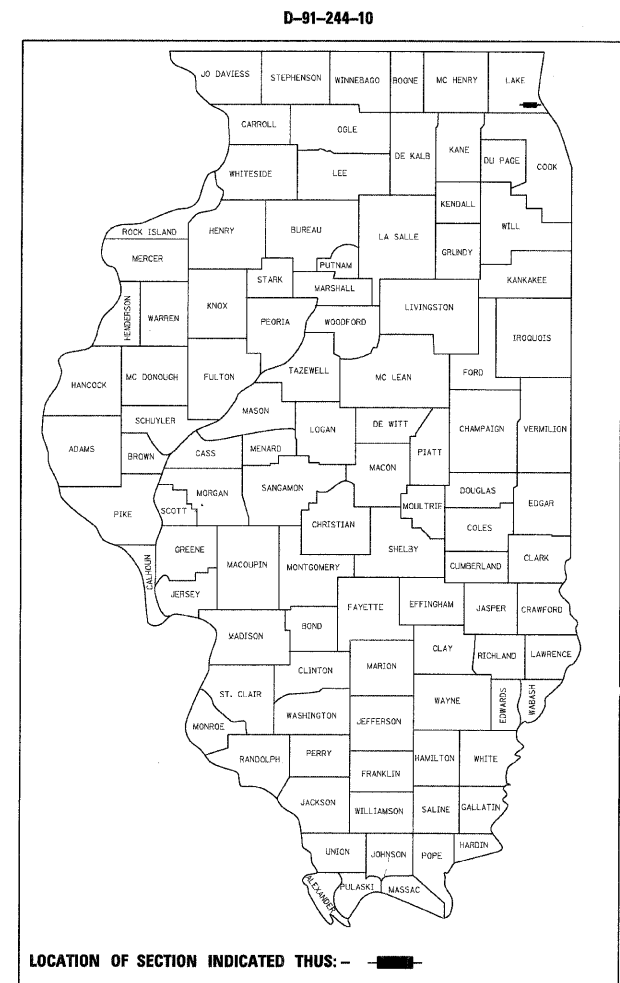 D-91-244-10
JO DAVIESS STEPHENSON WINNEBAGO BOONE MC HENRY LAKE
CARROLL OGLE
DE KALB KANE DU PAGE COOK
WHITESIDE LEE
KENDALL
WILL
ROCK ISLAND HENRY BUREAU LA SALLE
GRUNDY
MERCER PUTNAM
KANKAKEE
STARK MARSHALL
HENDERSON WARREN KNOX LIVINGSTON
PEORIA WOODFORD
IROQUOIS
TAZEWELL MC LEAN FORD
HANCOCK MC DONOUGH FULTON
MASON
SCHUYLER LOGAN DE WITT CHAMPAIGN VERMILION
ADAMS BROWN CASS MENARD PIATT
MACON
SANGAMON DOUGLAS
MORGAN MOULTRIE EDGAR
PIKE SCOTT
CHRISTIAN COLES
GREENE SHELBY
CALHOUN MACOUPIN MONTGOMERY CUMBERLAND CLARK
JERSEY
FAYETTE EFFINGHAM JASPER CRAWFORD
MADISON BOND
CLAY RICHLAND LAWRENCE
CLINTON MARION
ST. CLAIR WAYNE EDWARDS WABASH
WASHINGTON JEFFERSON
MONROE
RANDOLPH PERRY HAMILTON WHITE
FRANKLIN
JACKSON WILLIAMSON SALINE GALLATIN
UNION JOHNSON POPE HARDIN
ALEXANDER PULASKI MASSAC
LOCATION OF SECTION INDICATED THUS:-